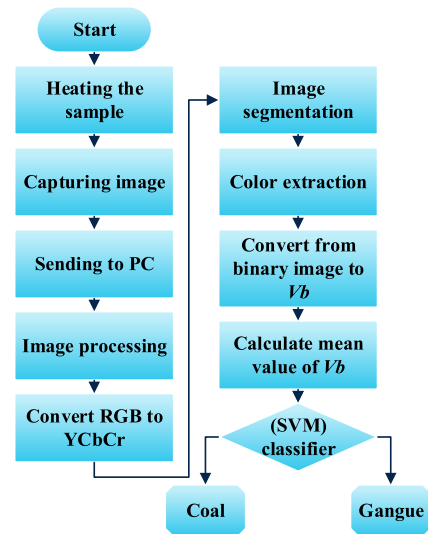 Start
Heating the
sample
Capturing image
Sending to PC
Image processing
Convert RGB to
YCbCr
Image
segmentation
Color extraction
Convert from
binary image to
Vb
Calculate mean
value of Vb
(SVM)
classifier
Coal
Gangue